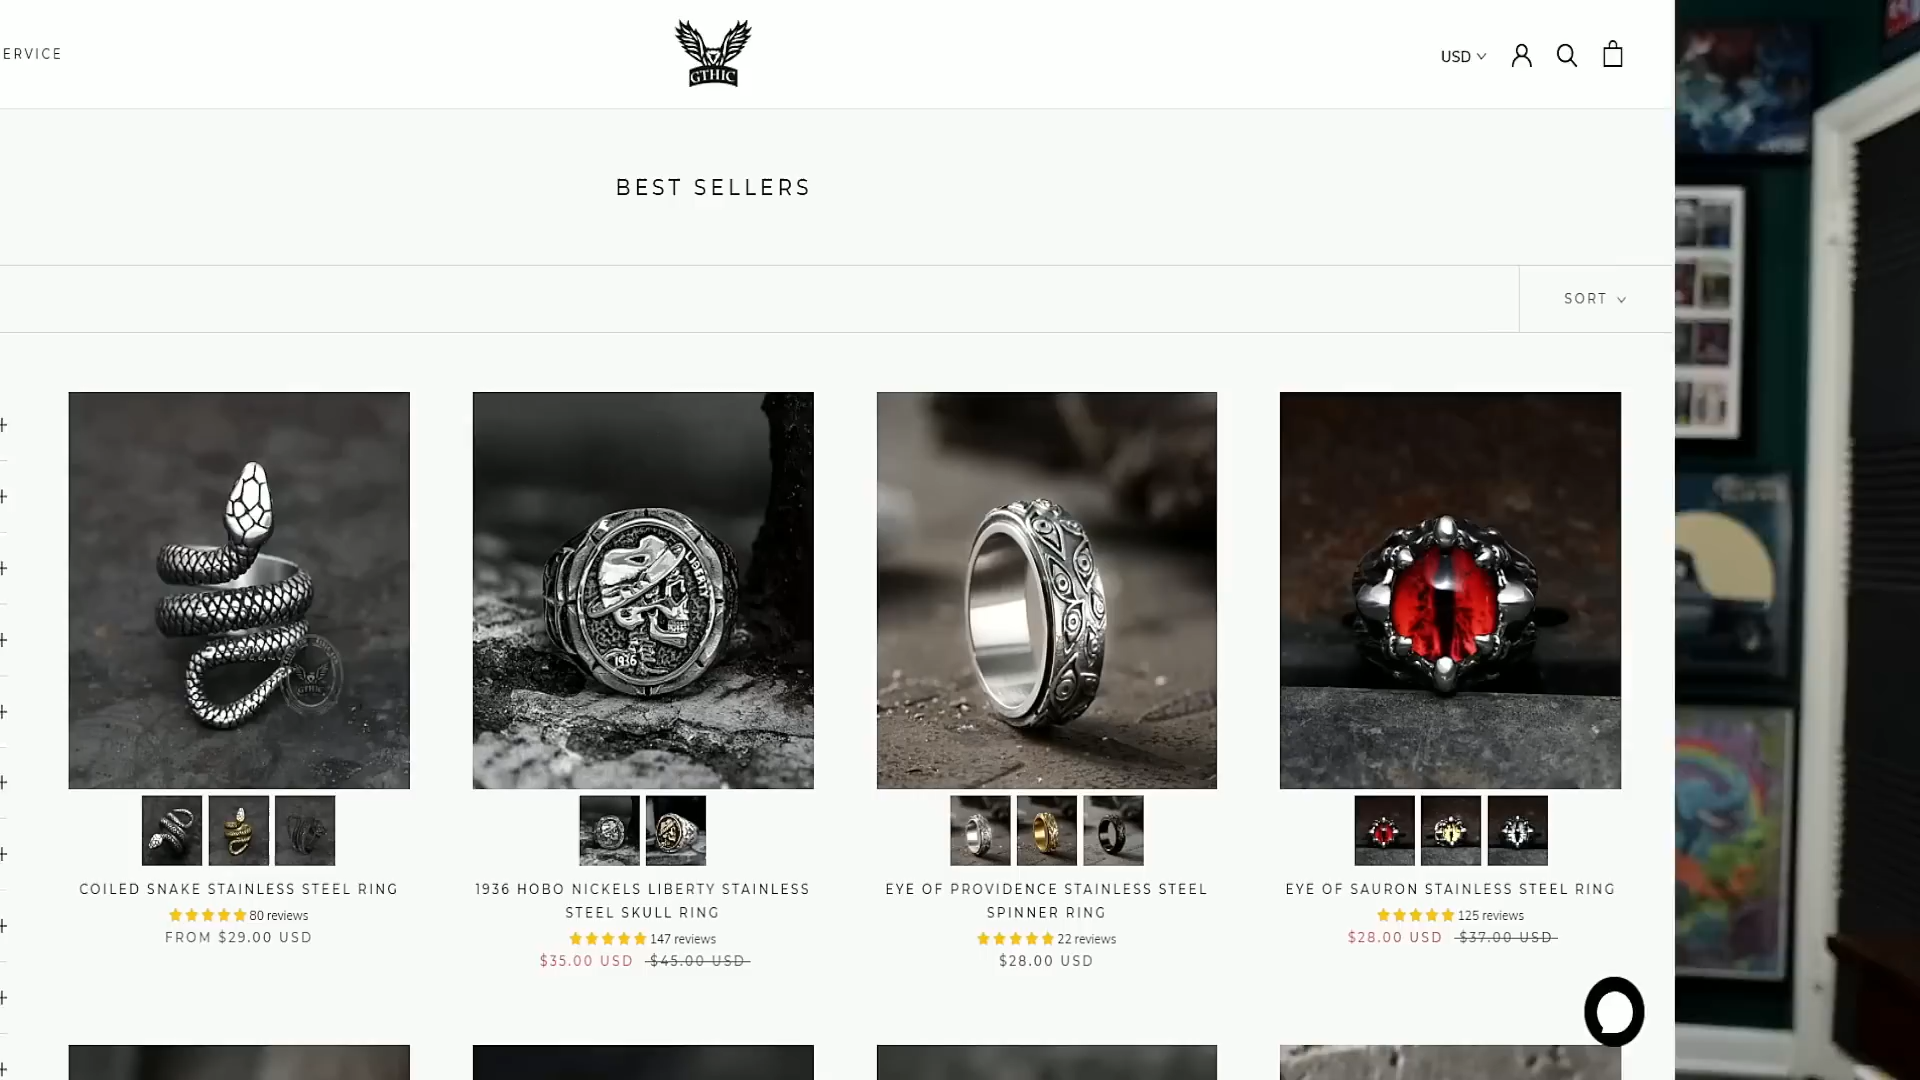 ERVICE
GTHIC
USD
BEST SELLERS
SORT
LIBERTY
1936
GTHIC
COILED SNAKE STAINLESS STEEL RING
80 reviews
FROM $29.00 USD
1936 HOBO NICKELS LIBERTY STAINLESS
STEEL SKULL RING
147 reviews
$35.00 USD $45.00 USD
EYE OF PROVIDENCE STAINLESS STEEL
SPINNER RING
22 reviews
$28.00 USD
EYE OF SAURON STAINLESS STEEL RING
125 reviews
$28.00 USD $37.00 USD